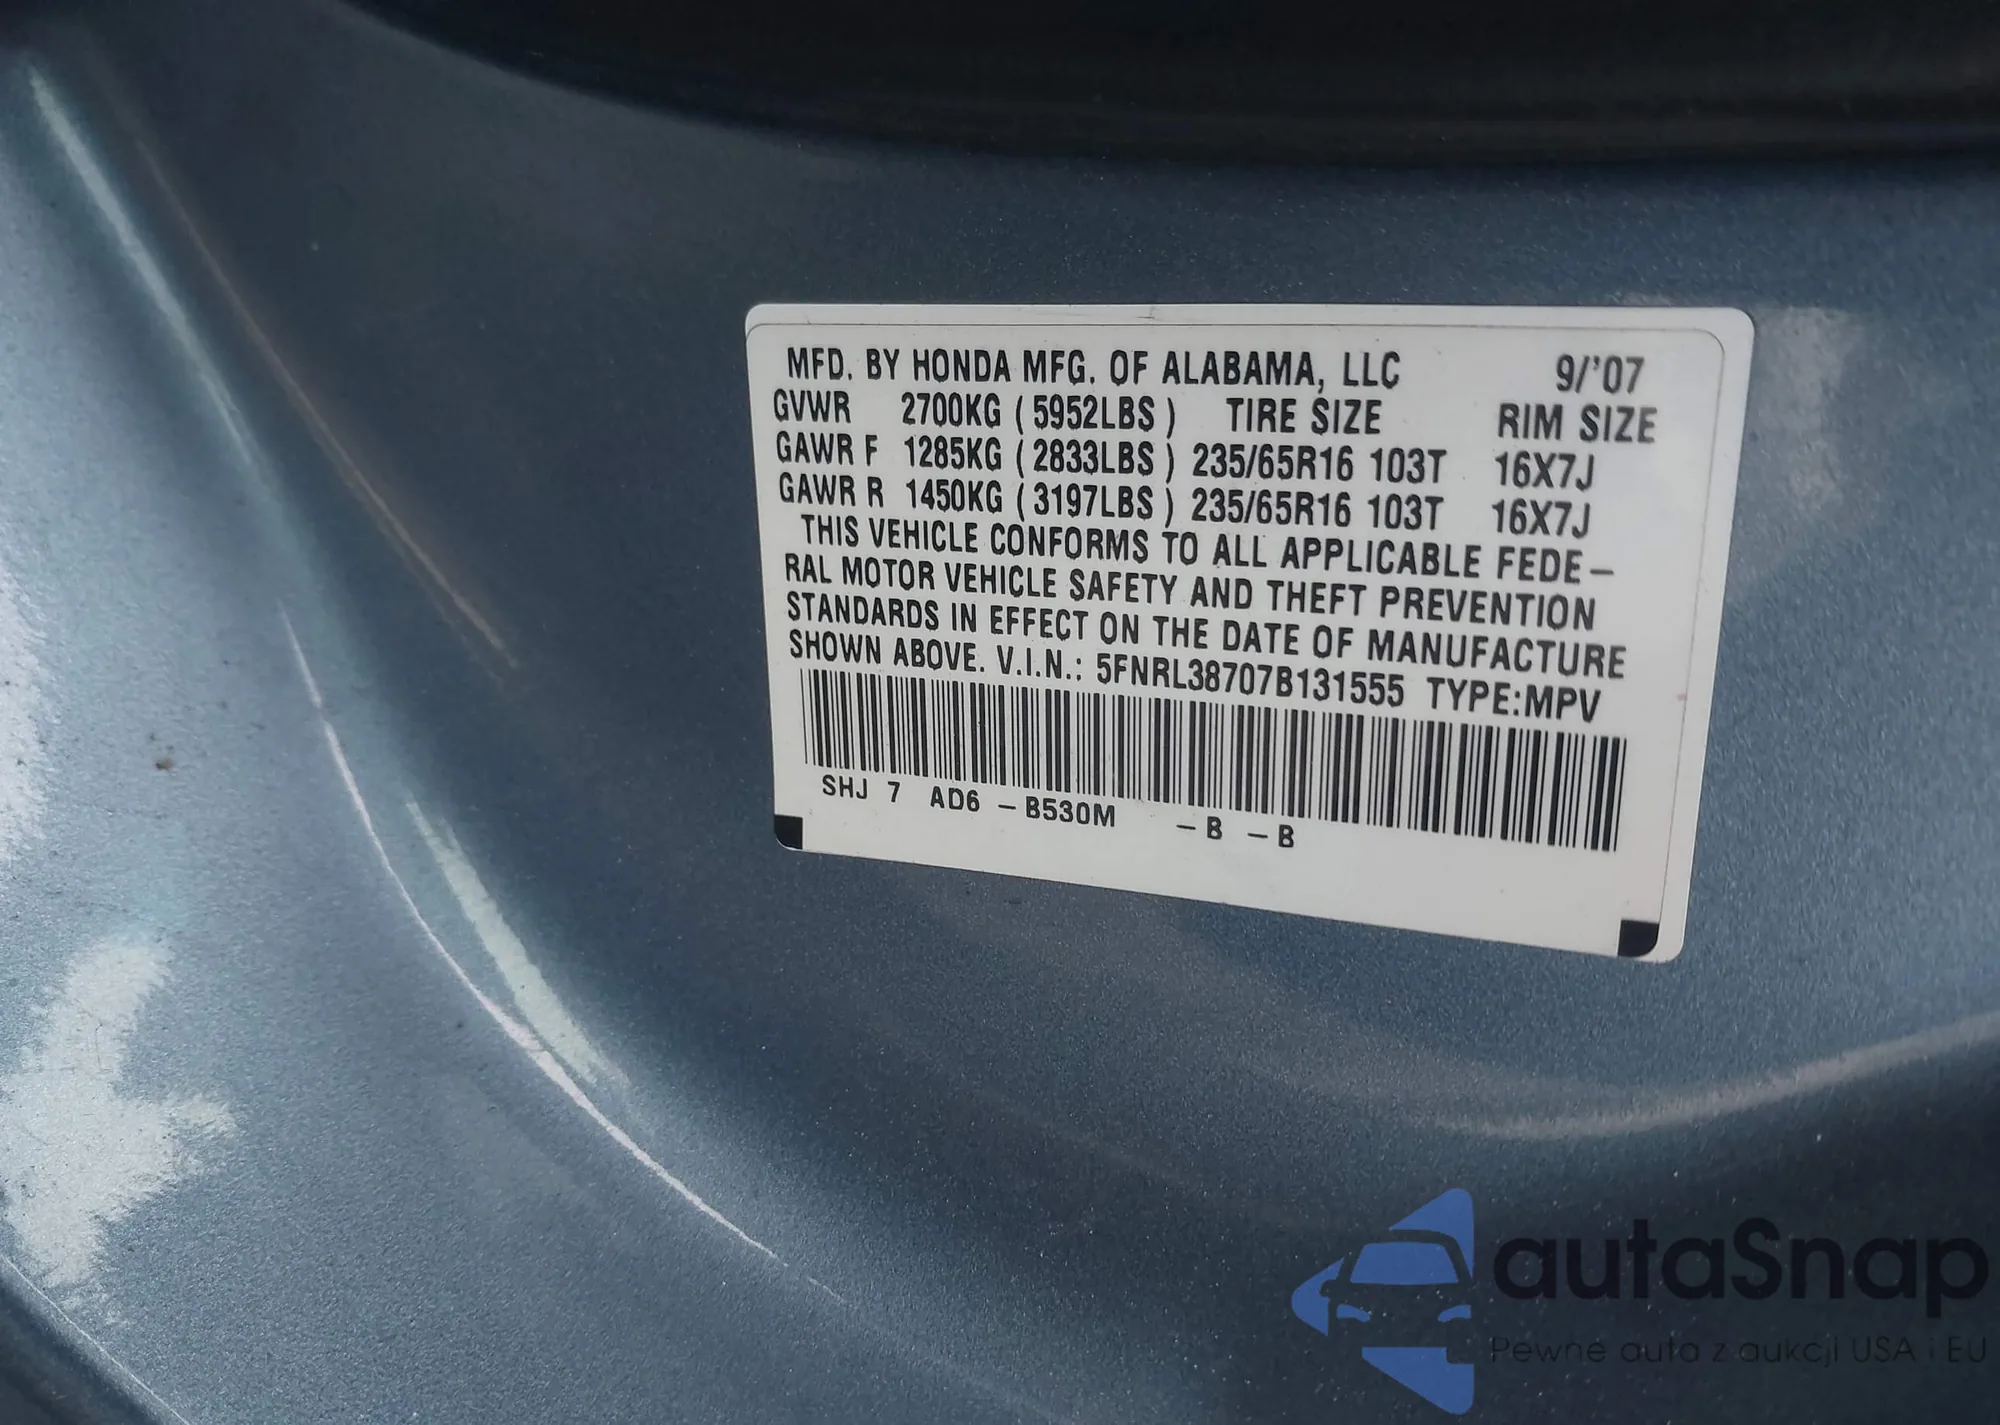 MFD. BY HONDA MFG. OF ALABAMA, LLC 9/'07
GVWR 2700KG (5952LBS) TIRE SIZE RIM SIZE
GAWR F 1285KG (2833LBS) 235/65R16 103T 16X7J
GAWR R 1450KG (3197LBS) 235/65R16 103T 16X7J
THIS VEHICLE CONFORMS TO ALL APPLICABLE FEDE-
RAL MOTOR VEHICLE SAFETY AND THEFT PREVENTION
STANDARDS IN EFFECT ON THE DATE OF MANUFACTURE
SHOWN ABOVE. V.I.N.: 5FNRL38707B131555 TYPE:MPV
SHJ 7 AD6 -B530M -B -B
autaSnap
Pewne auta z aukcji USA i EU